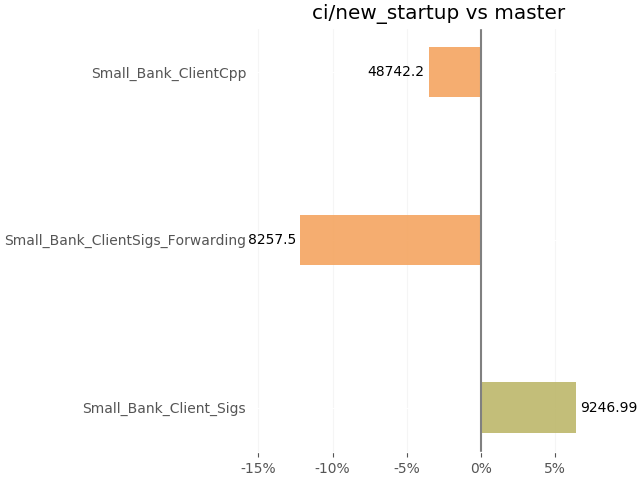 ci/new_startup vs master
Small_Bank_ClientCpp
48742.2
Small_Bank_ClientSigs_Forwarding
8257.5
Small_Bank_Client_Sigs
9246.99
-15%
-10%
-5%
0%
5%